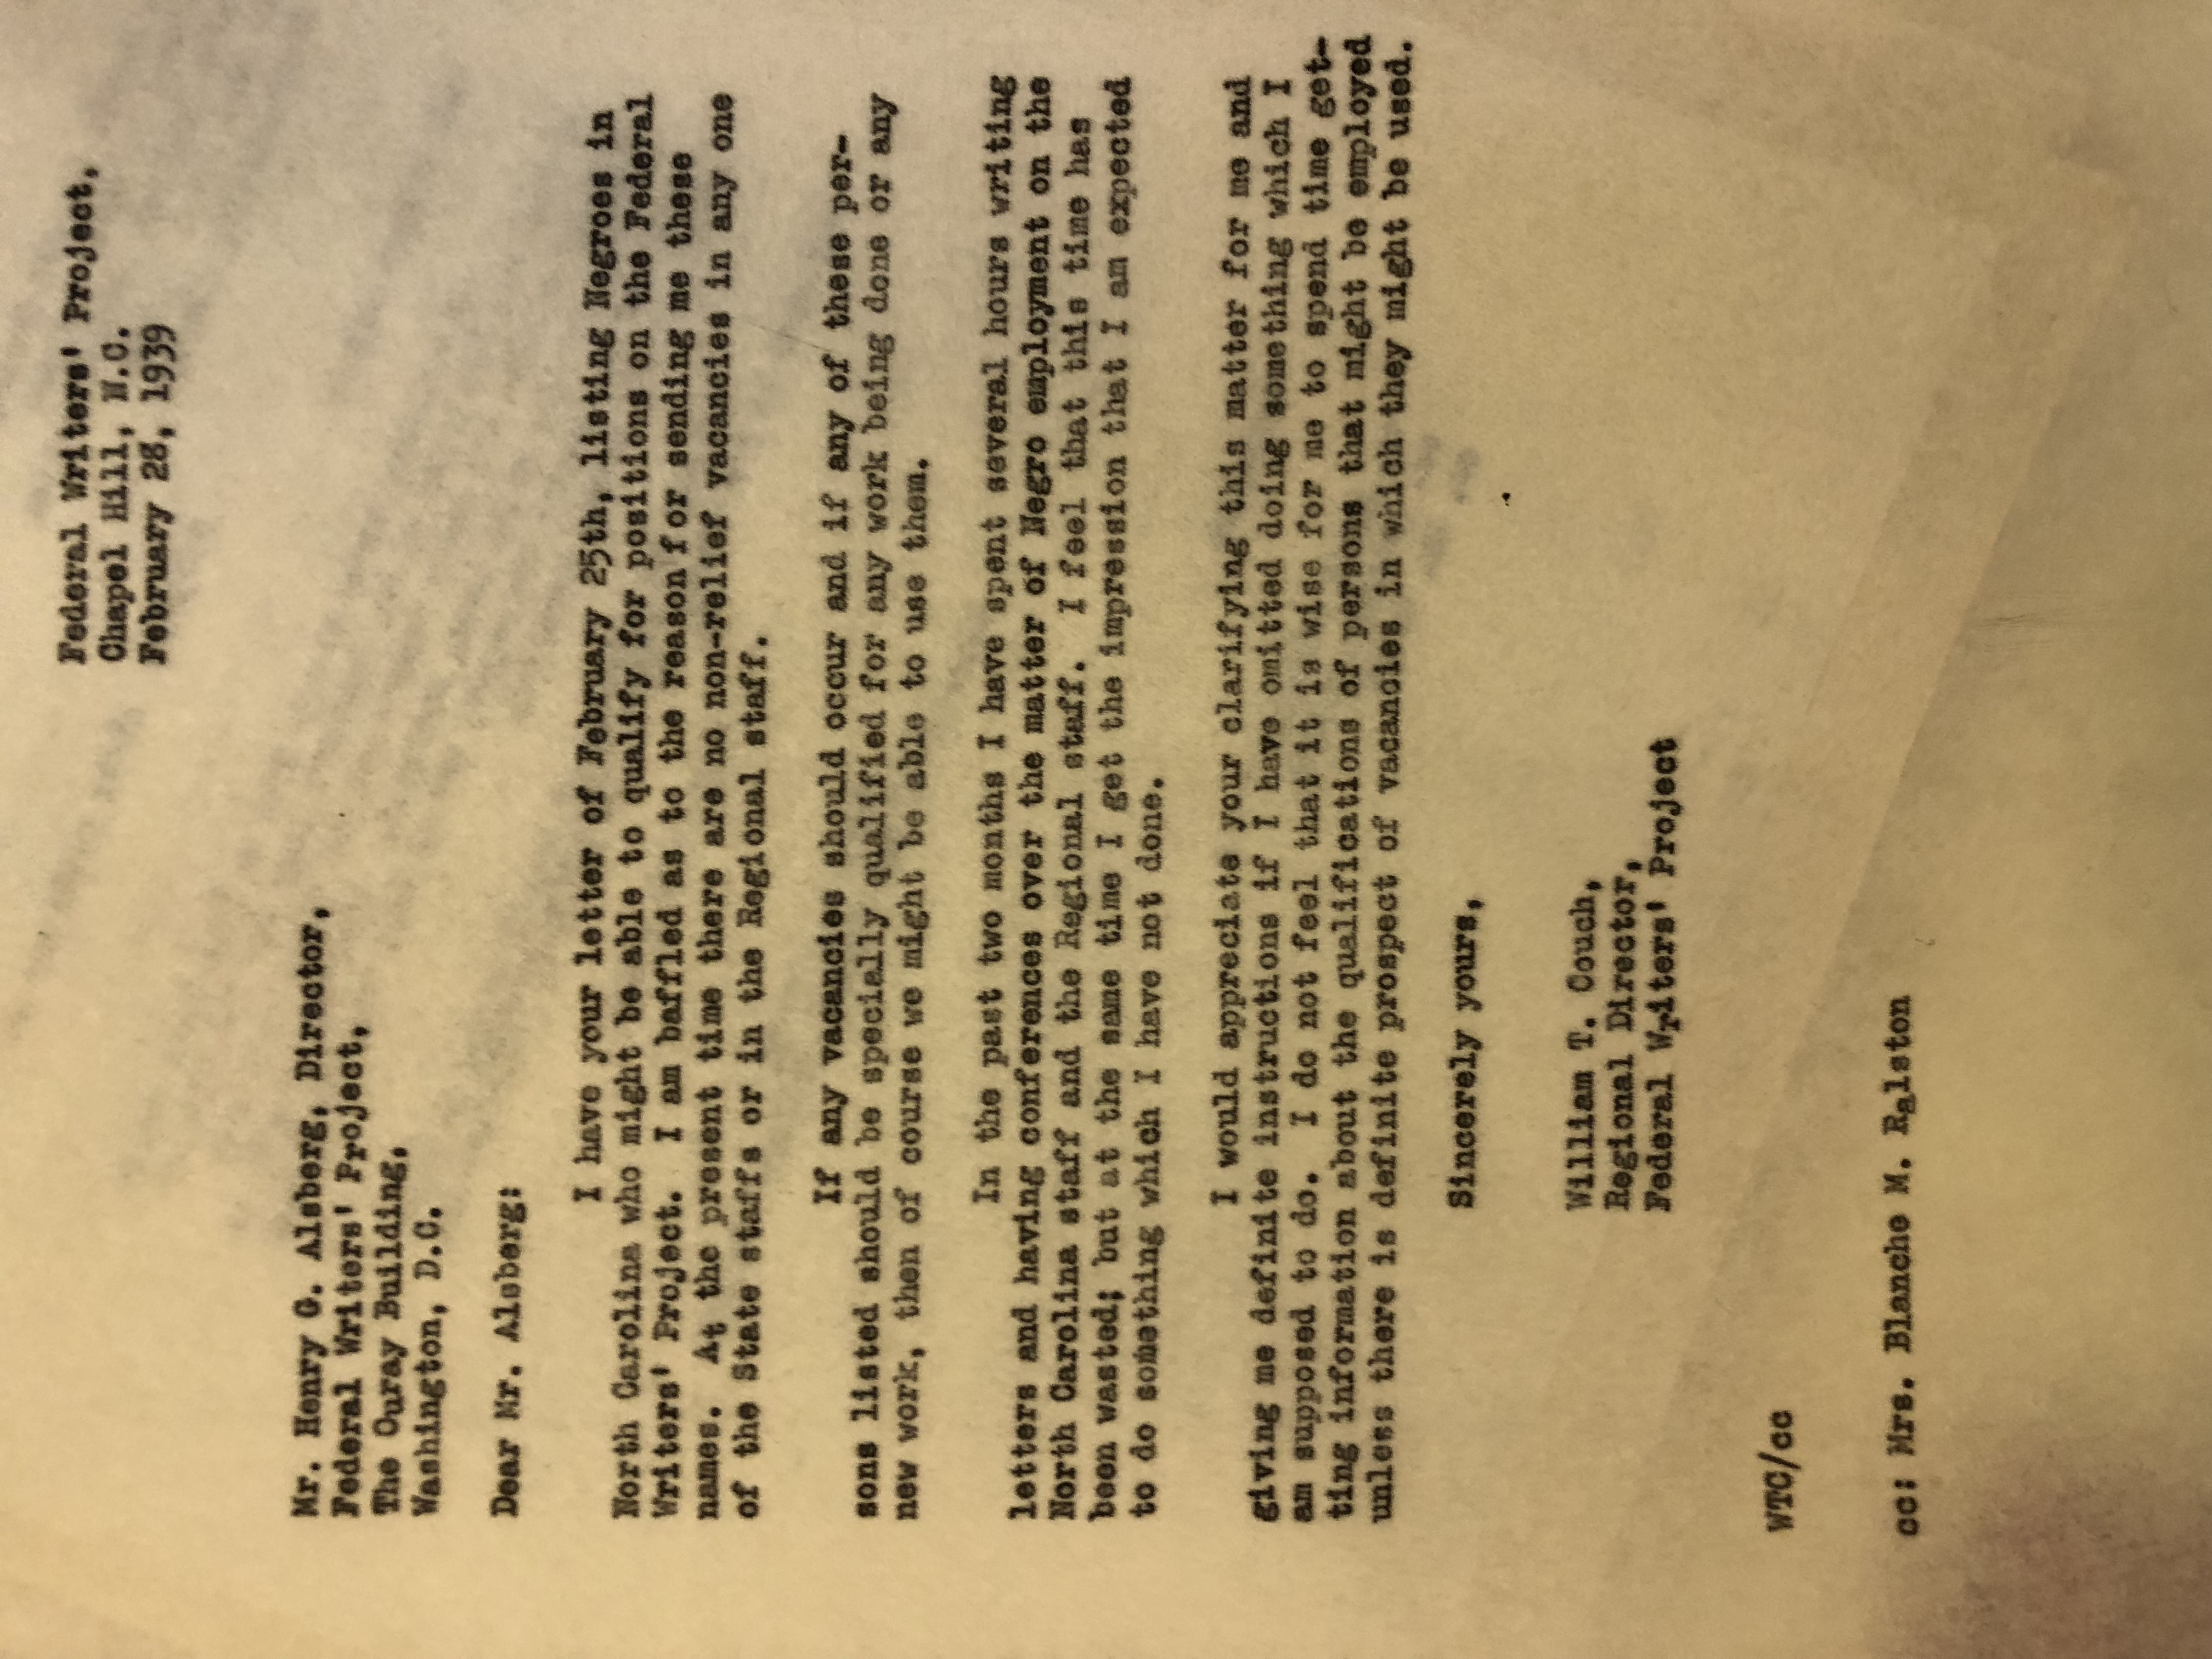 Federal Writers' Project,
Chapel Hill, N.C.
February 28, 1939
Mr. Henry G. Alsberg, Director,
Federal Writers' Project,
The Ouray Building,
Washington, D.C.
Dear Mr. Alsberg:
I have your letter of February 25th, listing Negroes in
North Carolina who might be able to qualify for positions on the Federal
Writers' Project. I am baffled as to the reason for sending me these
names. At the present time there are no non-relief vacancies in any one
of the State staffs or in the Regional staff.
If any vacancies should occur and if any of these per-
sons listed should be specially qualified for any work being done or any
new work, then of course we might be able to use them.
In the past two months I have spent several hours writing
letters and having conferences over the matter of Negro employment on the
North Carolina staff and the Regional staff. I feel that this time has
been wasted; but at the same time I get the impression that I am expected
to do something which I have not done.
I would appreciate your clarifying this matter for me and
giving me definite instructions if I have omitted doing something which I
am supposed to do. I do not feel that it is wise for me to spend time get-
ting information about the qualifications of persons that might be employed
unless there is definite prospect of vacancies in which they might be used.
Sincerely yours,
William T. Couch,
Regional Director,
Federal Writers' Project
WTC/cc
cc: Mrs. Blanche M. Ralston